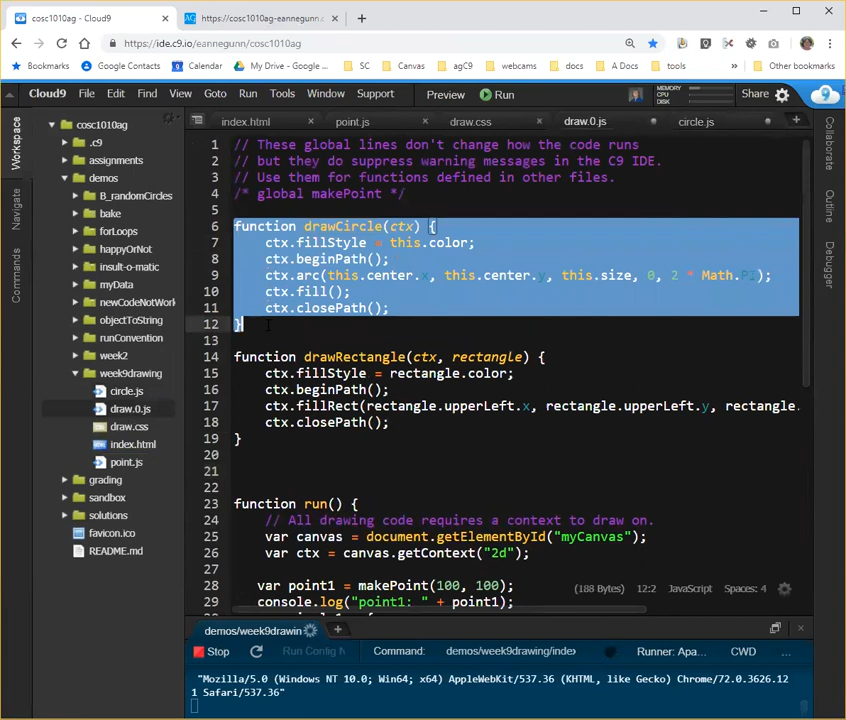 cosc1010ag - Cloud9
https://cosc1010ag-eannegunn.c
https://ide.c9.io/eannegunn/cosc1010ag
Bookmarks Google Contacts Calendar My Drive - Google ... SC Canvas agC9 webcams docs A Docs tools » Other bookmarks
Cloud9 File Edit Find View Goto Run Tools Window Support Preview Run MEMORY CPU DISK Share
index.html point.js draw.css draw.0.js circle.js
Workspace
Navigate
Commands
Collaborate
Outline
Debugger
cosc1010ag
.c9
assignments
demos
B_randomCircles
bake
forLoops
happyOrNot
insult-o-matic
myData
newCodeNotWork
objectToString
runConvention
week2
week9drawing
circle.js
draw.0.js
draw.css
index.html
point.js
grading
sandbox
solutions
favicon.ico
README.md
1 // These global lines don't change how the code runs
2 // but they do suppress warning messages in the C9 IDE.
3 // Use them for functions defined in other files.
4 /* global makePoint */
5
6 function drawCircle(ctx) {
7 ctx.fillStyle = this.color;
8 ctx.beginPath();
9 ctx.arc(this.center.x, this.center.y, this.size, 0, 2 * Math.PI);
10 ctx.fill();
11 ctx.closePath();
12 }
13
14 function drawRectangle(ctx, rectangle) {
15 ctx.fillStyle = rectangle.color;
16 ctx.beginPath();
17 ctx.fillRect(rectangle.upperLeft.x, rectangle.upperLeft.y, rectangle.
18 ctx.closePath();
19 }
20
21
22
23 function run() {
24 // All drawing code requires a context to draw on.
25 var canvas = document.getElementById("myCanvas");
26 var ctx = canvas.getContext("2d");
27
28 var point1 = makePoint(100, 100);
29 console.log("point1: " + point1);
(188 Bytes) 12:2 JavaScript Spaces: 4
demos/week9drawin
Stop Run Config N Command: demos/week9drawing/index Runner: Apa... CWD ...
"Mozilla/5.0 (Windows NT 10.0; Win64; x64) AppleWebKit/537.36 (KHTML, like Gecko) Chrome/72.0.3626.12
1 Safari/537.36"